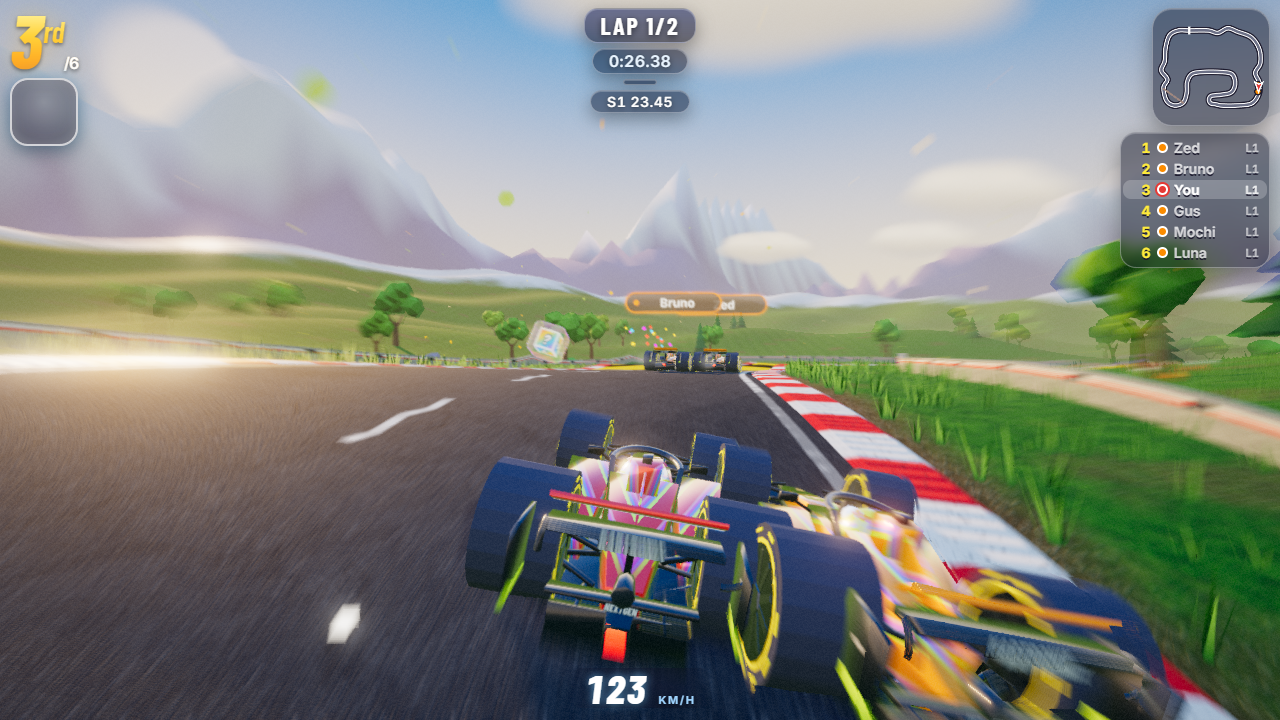 3rd
/6
LAP 1/2
0:26.38
S1 23.45
1 Zed L1
2 Bruno L1
3 You L1
4 Gus L1
5 Mochi L1
6 Luna L1
Bruno
?
123 KM/H